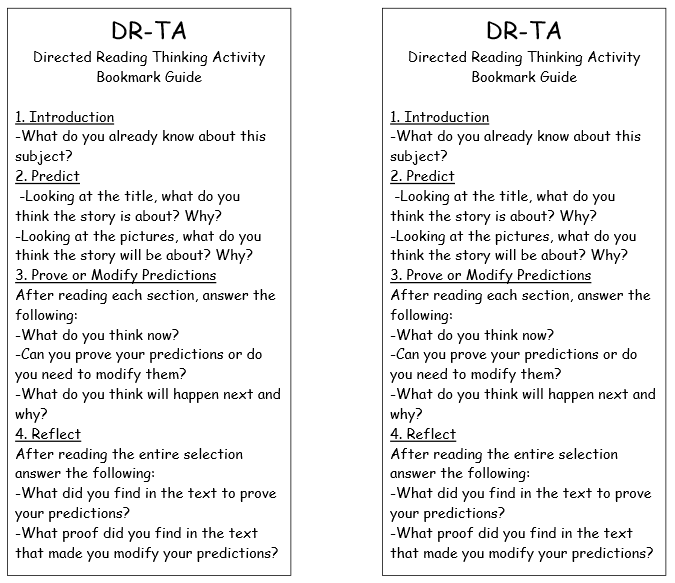 DR-TA
Directed Reading Thinking Activity
Bookmark Guide
1. Introduction
-What do you already know about this
subject?
2. Predict
-Looking at the title, what do you
think the story is about? Why?
-Looking at the pictures, what do you
think the story will be about? Why?
3. Prove or Modify Predictions
After reading each section, answer the
following:
-What do you think now?
-Can you prove your predictions or do
you need to modify them?
-What do you think will happen next and
why?
4. Reflect
After reading the entire selection
answer the following:
-What did you find in the text to prove
your predictions?
-What proof did you find in the text
that made you modify your predictions?
DR-TA
Directed Reading Thinking Activity
Bookmark Guide
1. Introduction
-What do you already know about this
subject?
2. Predict
-Looking at the title, what do you
think the story is about? Why?
-Looking at the pictures, what do you
think the story will be about? Why?
3. Prove or Modify Predictions
After reading each section, answer the
following:
-What do you think now?
-Can you prove your predictions or do
you need to modify them?
-What do you think will happen next and
why?
4. Reflect
After reading the entire selection
answer the following:
-What did you find in the text to prove
your predictions?
-What proof did you find in the text
that made you modify your predictions?